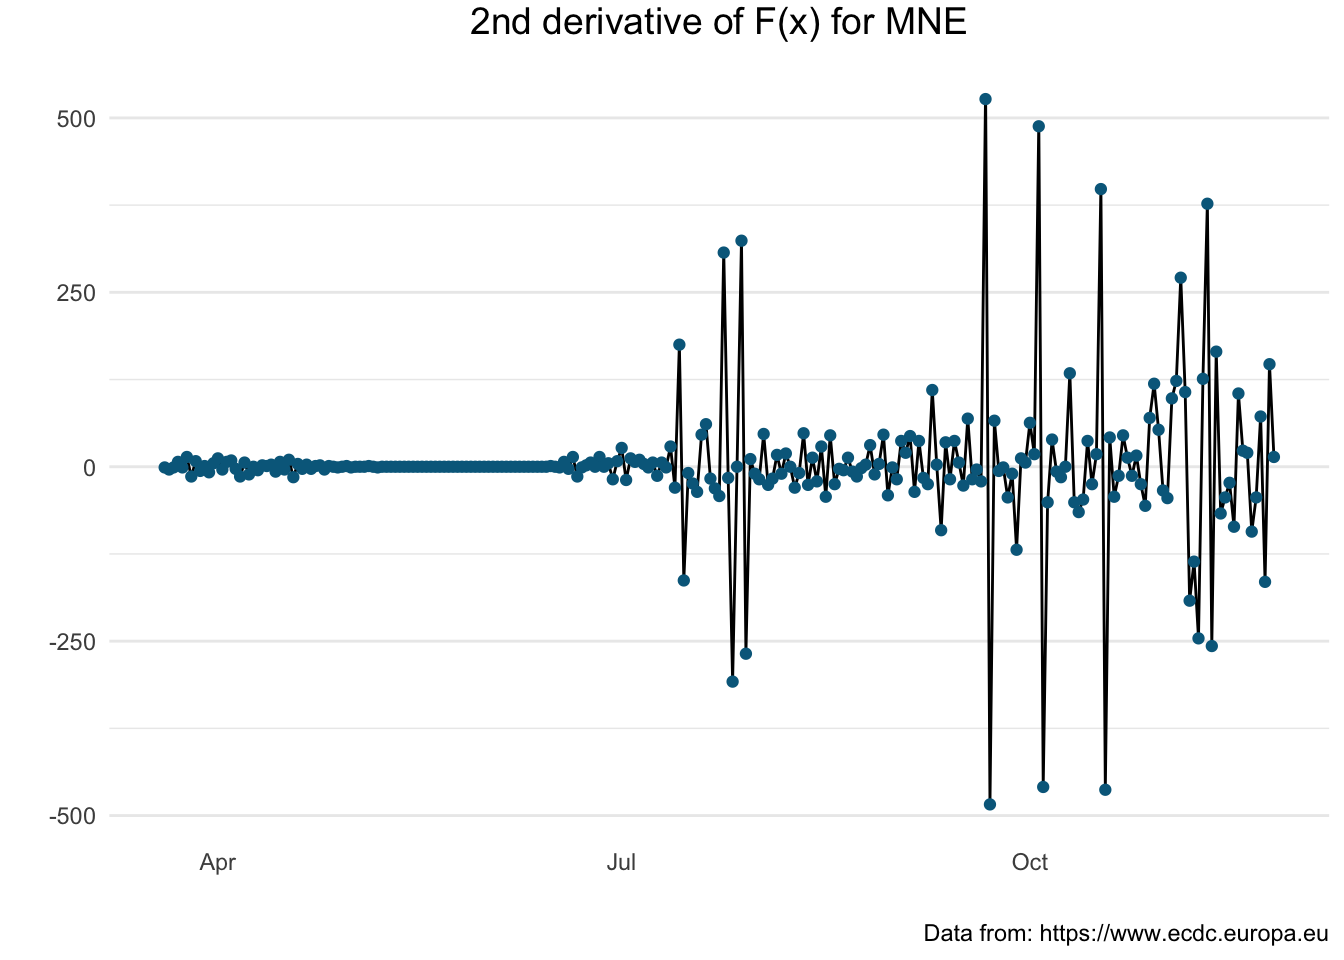 2nd derivative of F(x) for MNE
500
250
0
-250
-500
Apr Jul Oct
Data from: https://www.ecdc.europa.eu